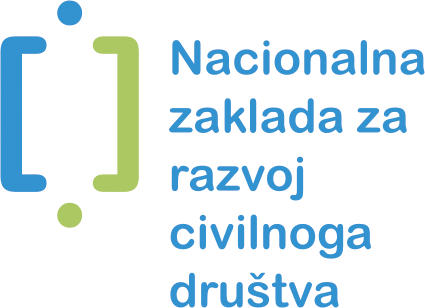 Nacionalna
zaklada za
razvoj
civilnoga
društva